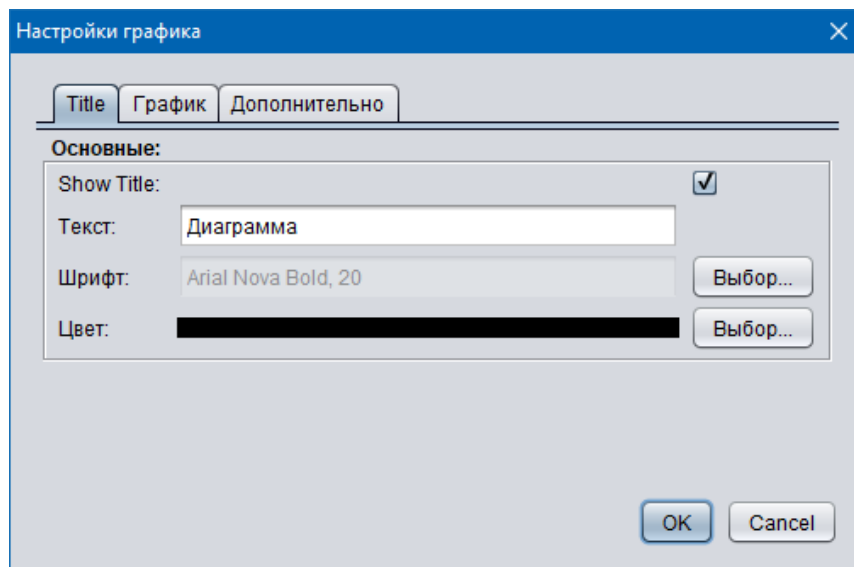 Настройки графика
Title График Дополнительно
Основные:
Show Title:
Текст: Диаграмма
Шрифт: Arial Nova Bold, 20 Выбор...
Цвет: Выбор...
OK Cancel